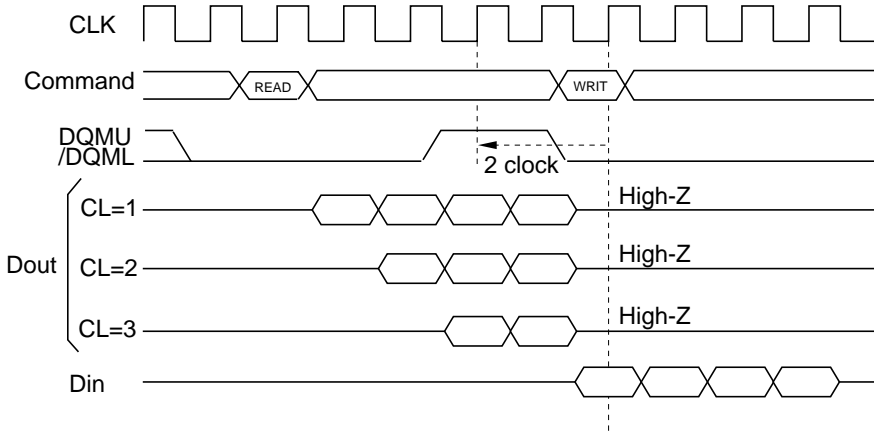 CLK
Command
READ
WRIT
DQMU
/DQML
2 clock
CL=1
High-Z
Dout
CL=2
High-Z
CL=3
High-Z
Din